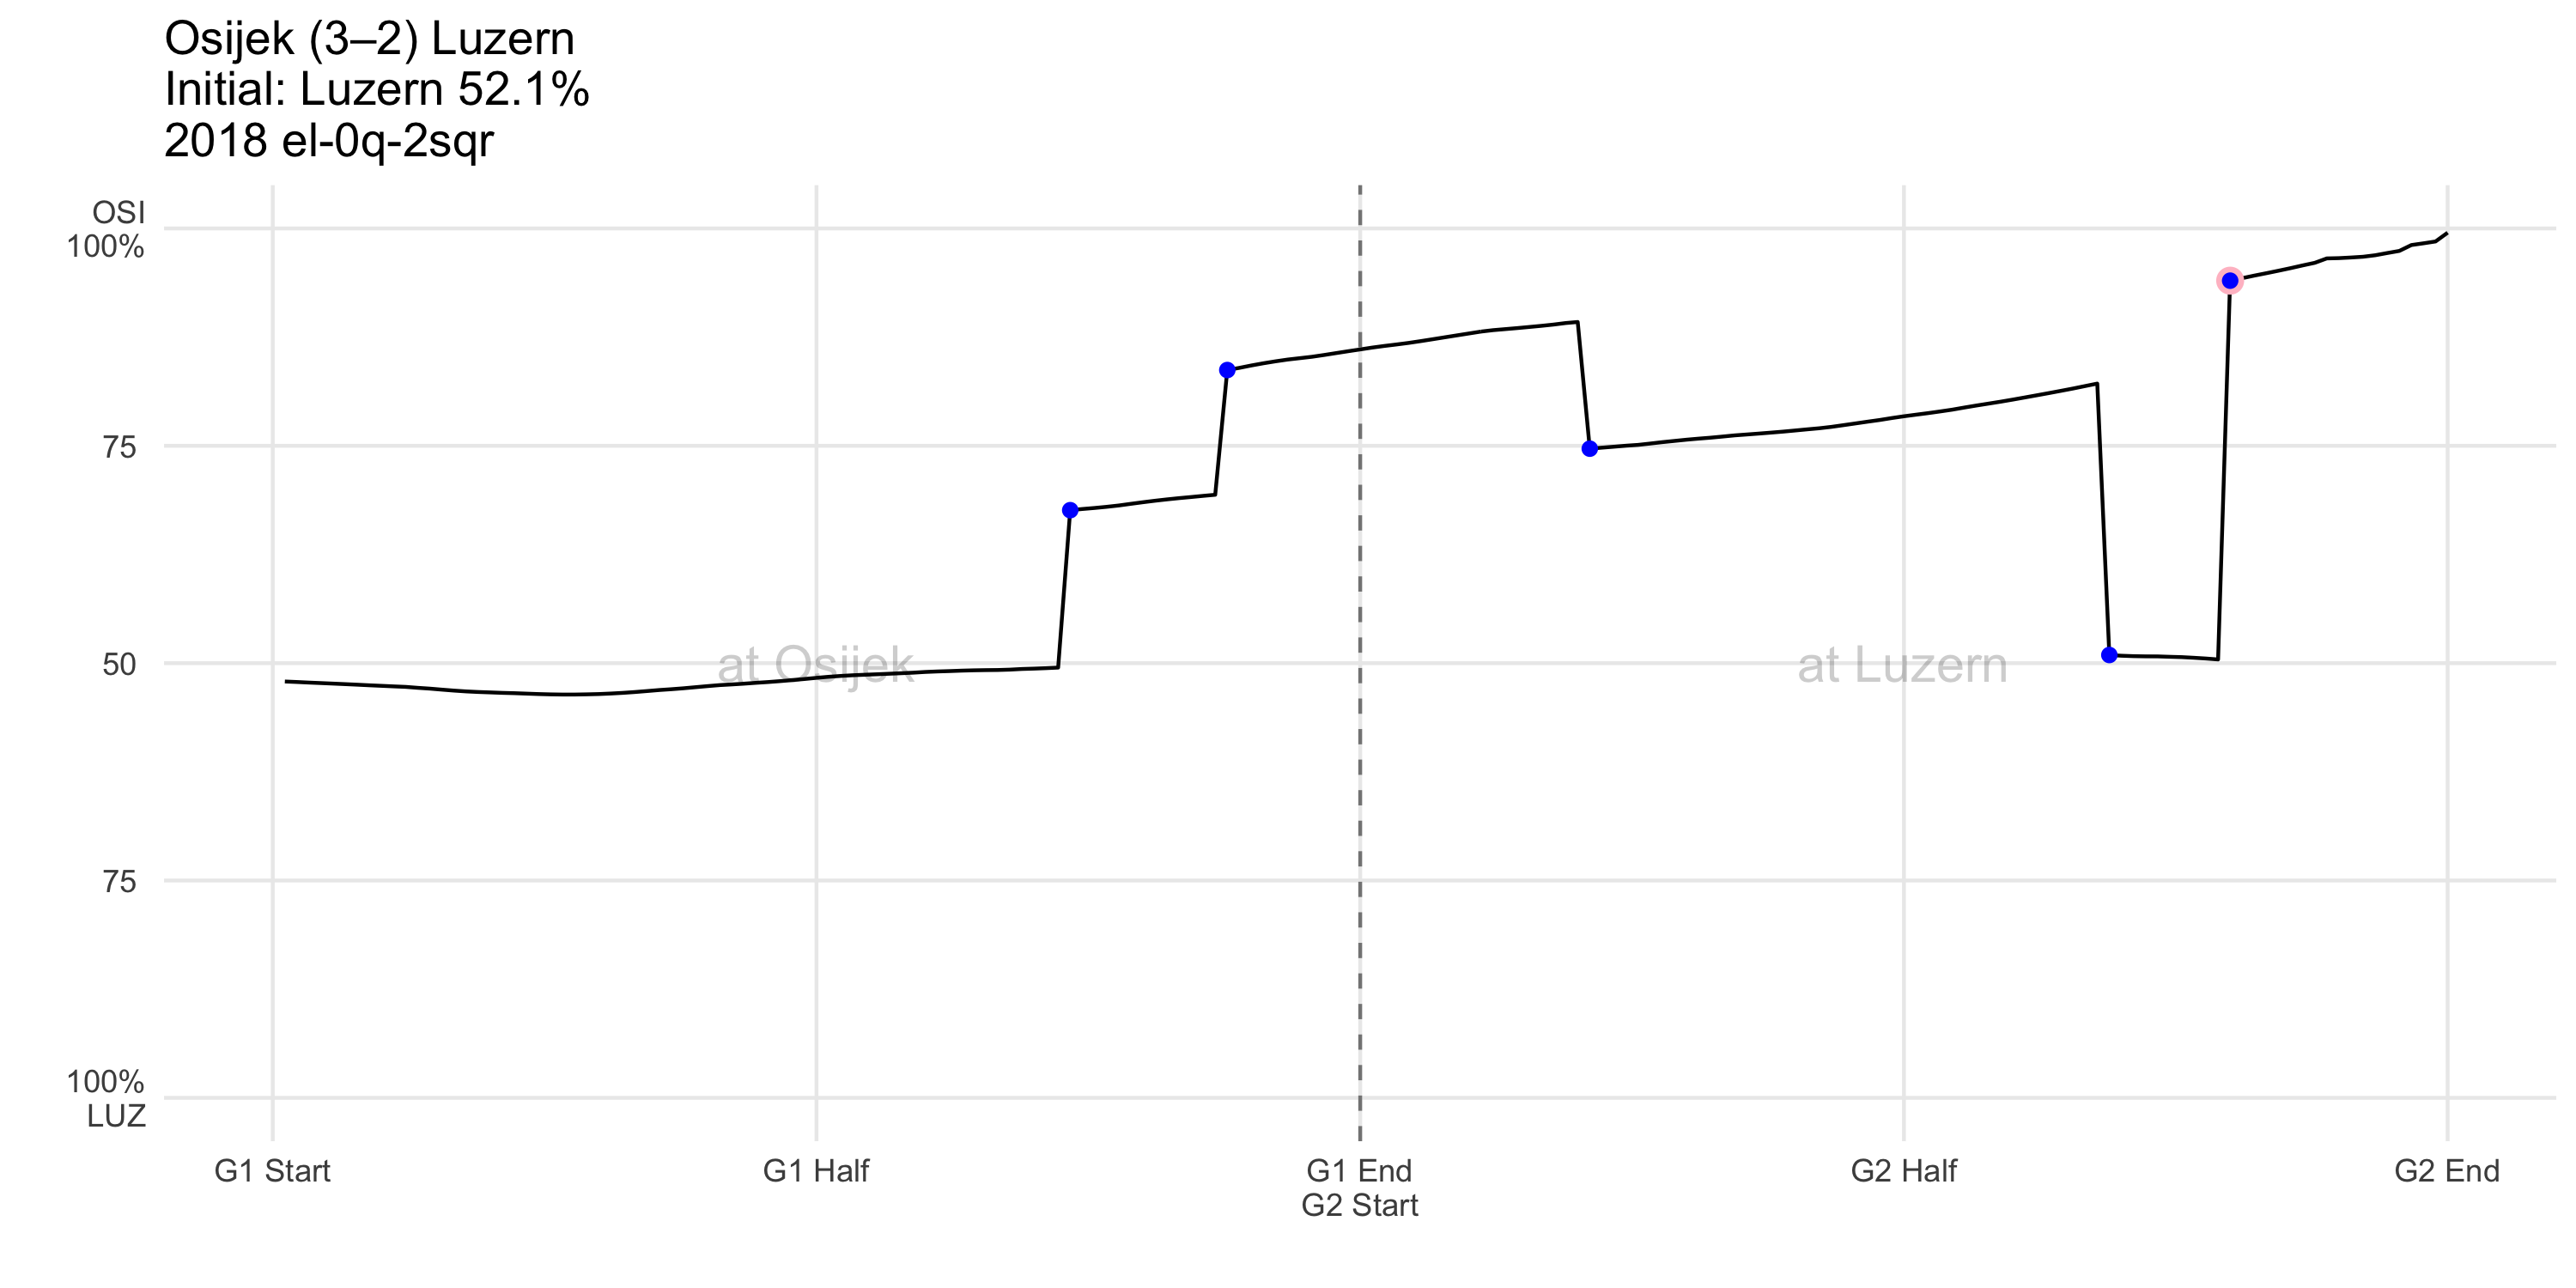 Osijek (3–2) Luzern
Initial: Luzern 52.1%
2018 el-0q-2sqr
OSI
100%
75
50
75
100%
LUZ
at Osijek
at Luzern
G1 Start
G1 Half
G1 End
G2 Start
G2 Half
G2 End